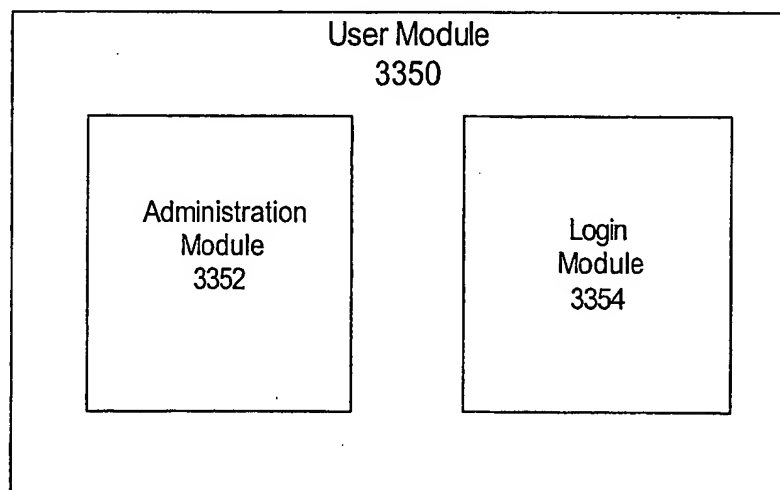 User Module
3350
Administration
Module
3352
Login
Module
3354